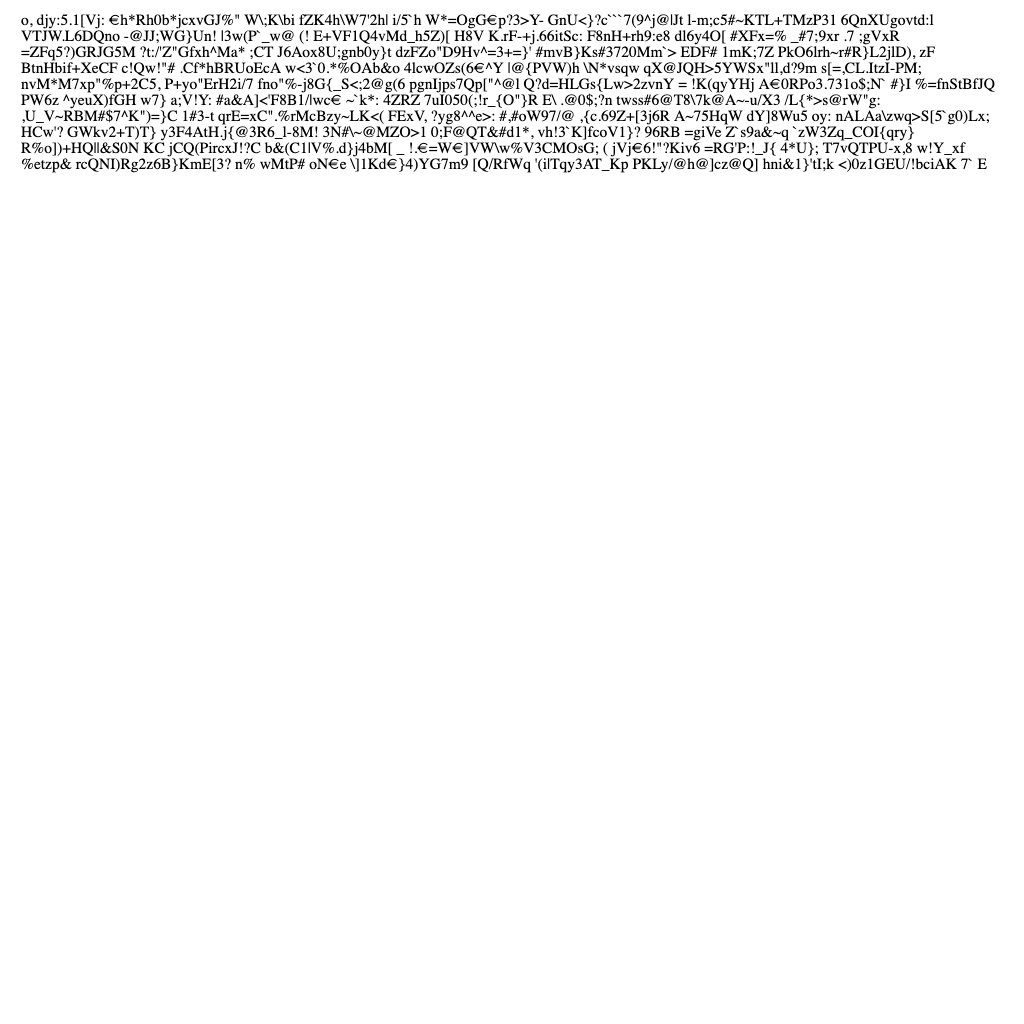 o, djy:5.1[Vj: €h*Rh0b*jcxvGJ%" W\;K\bi fZK4h\W7'2h| i/5`h W*=OgG€p?3>Y- GnU<}?c```7(9^j@|Jt l-m;c5#~KTL+TMzP31 6QnXUgovtd:l
VTJW.L6DQno -@JJ;WG}Un! |3w(P`_w@ (! E+VF1Q4vMd_h5Z)[ H8V K.rF-+j.66itSc: F8nH+rh9:e8 dl6y4O[ #XFx=% _#7;9xr .7 ;gVxR
=ZFq5?)GRJG5M ?t:/'Z"Gfxh^Ma* ;CT J6Aox8U;gnb0y}t dzFZo"D9Hv^=3+=}' #mvB}Ks#3720Mm`> EDF# 1mK;7Z PkO6lrh~r#R}L2jlD), zF
BtnHbif+XeCF c!Qw!"# .Cf*hBRUoEcA w<3`0.*%OAb&o 4lcwOZs(6€^Y |@{PVW)h \N*vsqw qX@JQH>5YWSx"ll,d?9m s[=,CL.ItzI-PM;
nvM*M7xp"%p+2C5, P+yo"ErH2i/7 fno"%-j8G{_S<;2@g(6 pgnIjps7Qp["^@l Q?d=HLGs{Lw>2zvnY = !K(qyYHj A€0RPo3.731o$;N` #}I %=fnStBfJQ
PW6z ^yeuX)fGH w7} a;V!Y: #a&A]<'F8B1/|wc€ ~`k*: 4ZRZ 7uI050(;!r_{O"}R E\ .@0$;?n twss#6@T8\7k@A~-u/X3 /L{*>s@rW"g:
,U_V~RBM#$7^K")=}C 1#3-t qrE=xC".%rMcBzy~LK<( FExV, ?yg8^^e>: #,#oW97/@ ,{c.69Z+[3j6R A~75HqW dY]8Wu5 oy: nALAa\zwq>S[5`g0)Lx;
HCw'? GWkv2+T)T} y3F4AtH.j{@3R6_l-8M! 3N#\~@MZO>1 0;F@QT&#d1*, vh!3`K]fcoV1}? 96RB =giVe Z`s9a&~q`zW3Zq_COI{qry}
R%o])+HQ||&S0N KC jCQ(PircxJ!?C b&(C1|V%.d}j4bM[ _ !.€=W€]VW\w%V3CMOsG; ( jVj€6!"?Kiv6 =RG'P:!_J{ 4*U}; T7vQTPU-x,8 w!Y_xf
%etzp& rcQNI)Rg2z6B}KmE[3? n% wMtP# oN€e \]1Kd€}4)YG7m9 [Q/RfWq '(i|Tqy3AT_Kp PKLy/@h@]cz@Q] hni&1}'tI;k <)0z1GEU/!bciAK 7` E